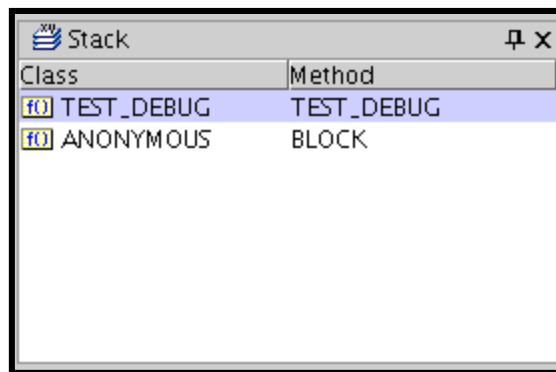 Stack
Class Method
f() TEST_DEBUG TEST_DEBUG
f() ANONYMOUS BLOCK